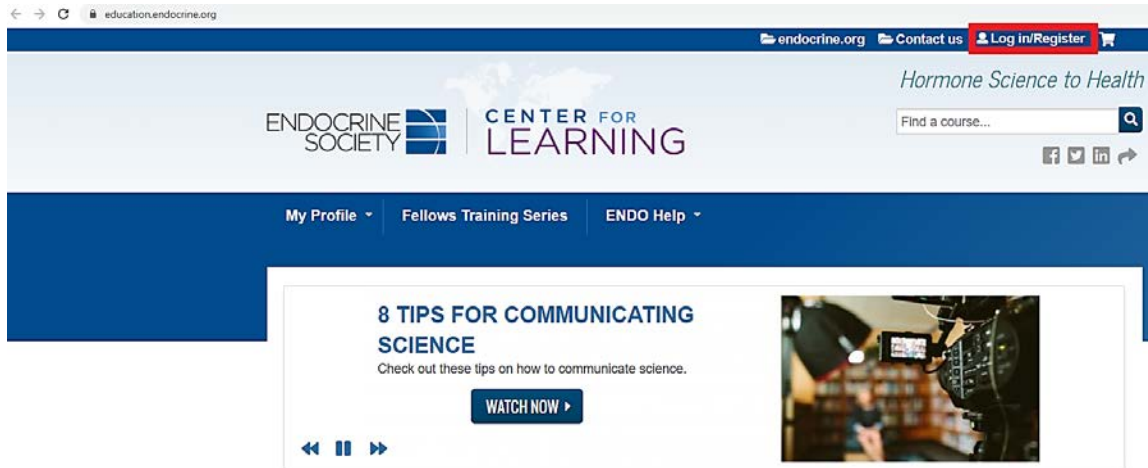 education.endocrine.org
endocrine.org Contact us Log in/Register
Hormone Science to Health
ENDOCRINE
SOCIETY
CENTER FOR
LEARNING
Find a course...
My Profile Fellows Training Series ENDO Help
8 TIPS FOR COMMUNICATING
SCIENCE
Check out these tips on how to communicate science.
WATCH NOW